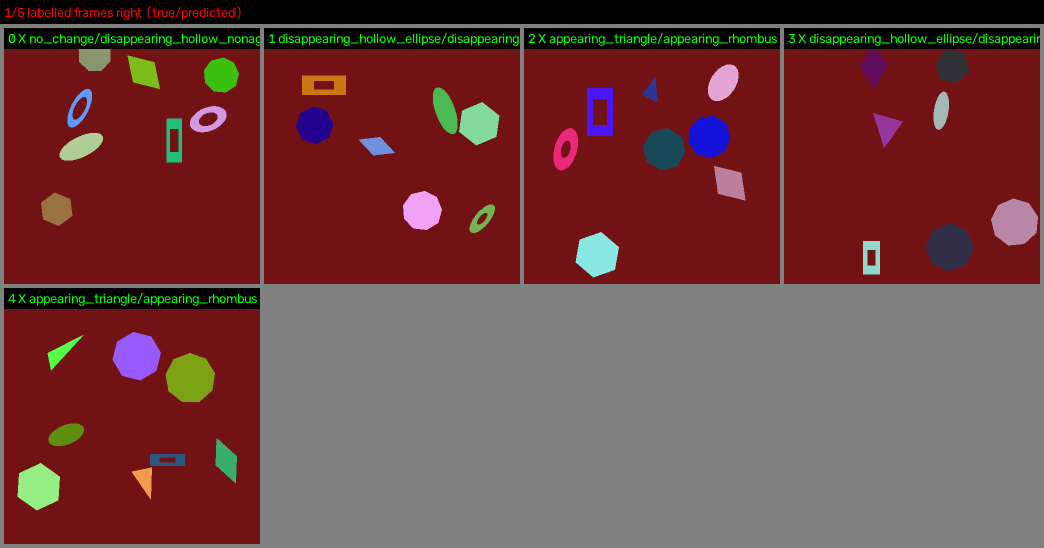 1/5 labelled frames right (true/predicted)
0 X no_change/disappearing_hollow_nonag
1 disappearing_hollow_ellipse/disappearing
2 X appearing_triangle/appearing_rhombus
3 X disappearing_hollow_ellipse/disappearin
4 X appearing_triangle/appearing_rhombus